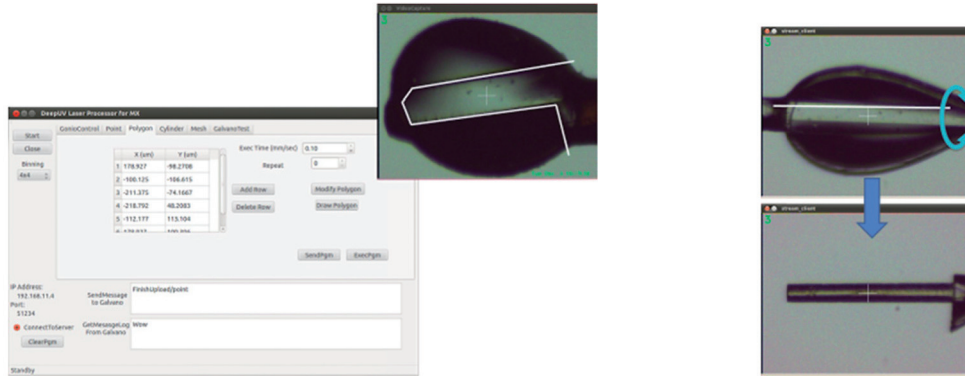 videocapture
3
DeepUV Laser Processor for MX
Start
Close
Binning
4x4
GonioControl Point Polygon Cylinder Mesh GalvanoTest
X (um) Y (um)
1 178.927 -98.2708
2 -106.125 -106.615
3 -211.375 -74.1667
4 -218.792 48.2083
5 -112.177 113.104
Exec Time (mm/sec) 0.10
Repeat 0
Add Row
Delete Row
Modify Polygon
Draw Polygon
SendPgm ExecPgm
IP Address:
192.168.11.4
Port:
51234
ConnectToServer
ClearPgm
SendMessage
to Galvano
FinishUpload/point
GetMessageLog
From Galvano
Wow
Standby
stream_client
3
stream_client
3